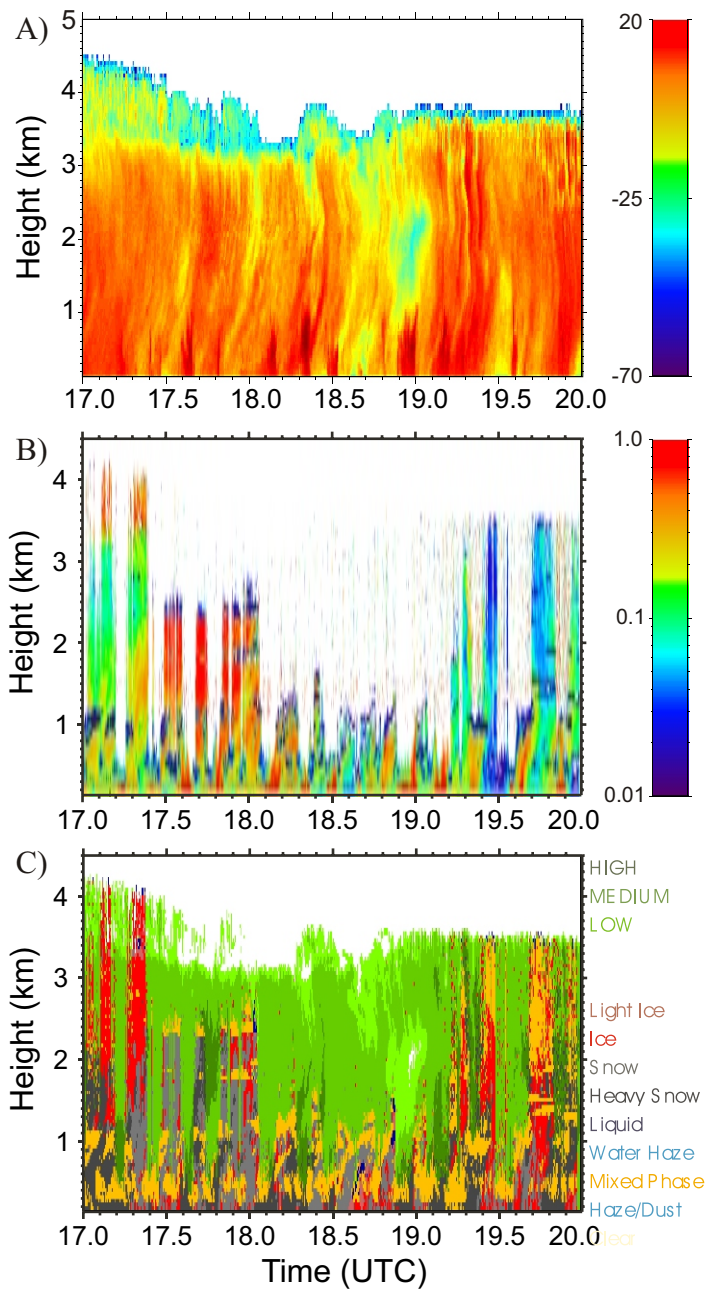 A)
5
4
3
2
1
Height (km)
17.0 17.5 18.0 18.5 19.0 19.5 20.0
20
-25
-70
B)
4
3
2
1
Height (km)
17.0 17.5 18.0 18.5 19.0 19.5 20.0
1.0
0.1
0.01
C)
4
3
2
1
Height (km)
17.0 17.5 18.0 18.5 19.0 19.5 20.0
Time (UTC)
HIGH
MEDIUM
LOW
Light Ice
Ice
Snow
Heavy Snow
Liquid
Water Haze
Mixed Phase
Haze/Dust
Clear